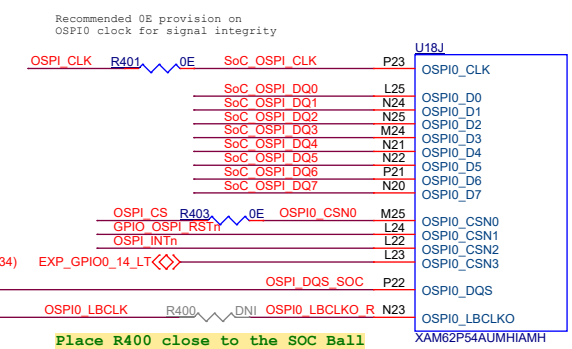 Recommended 0E provision on
OSPI0 clock for signal integrity
U18J
OSPI_CLK R401 0E SoC_OSPI_CLK P23 OSPI0_CLK
SoC_OSPI_DQ0 L25 OSPI0_D0
SoC_OSPI_DQ1 N24 OSPI0_D1
SoC_OSPI_DQ2 N25 OSPI0_D2
SoC_OSPI_DQ3 M24 OSPI0_D3
SoC_OSPI_DQ4 N21 OSPI0_D4
SoC_OSPI_DQ5 N22 OSPI0_D5
SoC_OSPI_DQ6 P21 OSPI0_D6
SoC_OSPI_DQ7 N20 OSPI0_D7
OSPI_CS R403 0E OSPI0_CSN0 M25 OSPI0_CSN0
GPIO_OSPI_RSTn L24 OSPI0_CSN1
OSPI_INTn L22 OSPI0_CSN2
34) EXP_GPIO0_14_LT L23 OSPI0_CSN3
OSPI_DQS_SOC P22 OSPI0_DQS
OSPI0_LBCLK R400 DNI OSPI0_LBCLKO_R N23 OSPI0_LBCLKO
Place R400 close to the SOC Ball
XAM62P54AUMHIAMH